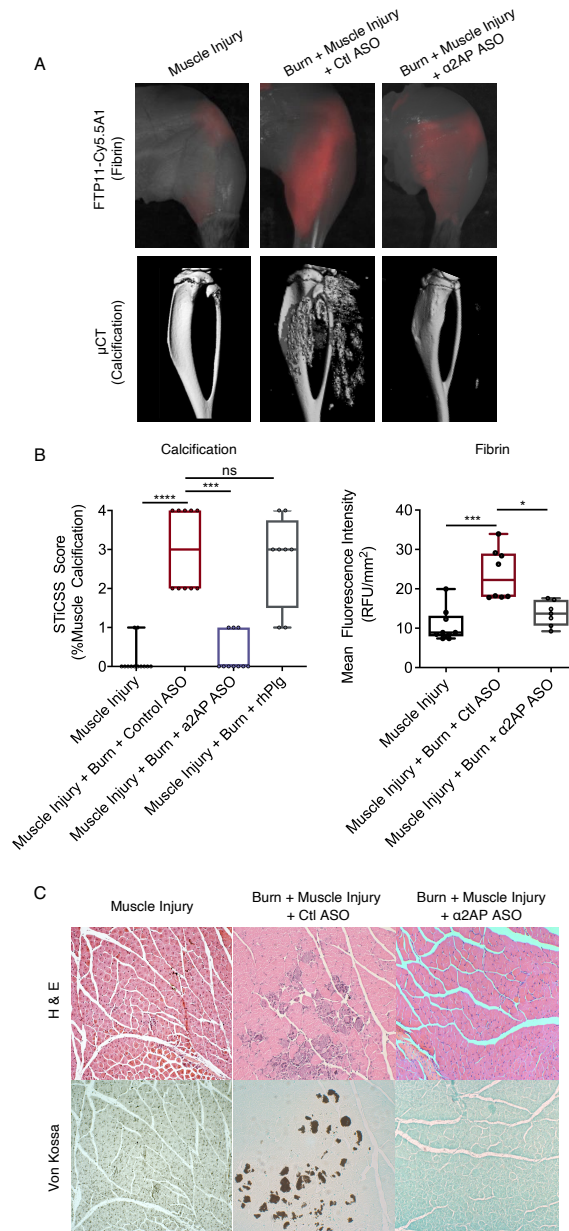 A
Muscle Injury
Burn + Muscle Injury
+ Ctl ASO
Burn + Muscle Injury
+ α2AP ASO
FTP11-Cy5.5A1
(Fibrin)
µCT
(Calcification)
B
Calcification
ns
***
****
STiCSS Score
(%Muscle Calcification)
4
3
2
1
0
Muscle Injury
Muscle Injury + Burn + Control ASO
Muscle Injury + Burn + a2AP ASO
Muscle Injury + Burn + rhPlg
Fibrin
*
***
Mean Fluorescence Intensity
(RFU/mm²)
40
30
20
10
0
Muscle Injury
Muscle Injury + Burn + Ctl ASO
Muscle Injury + Burn + α2AP ASO
C
Muscle Injury
Burn + Muscle Injury
+ Ctl ASO
Burn + Muscle Injury
+ α2AP ASO
H & E
Von Kossa